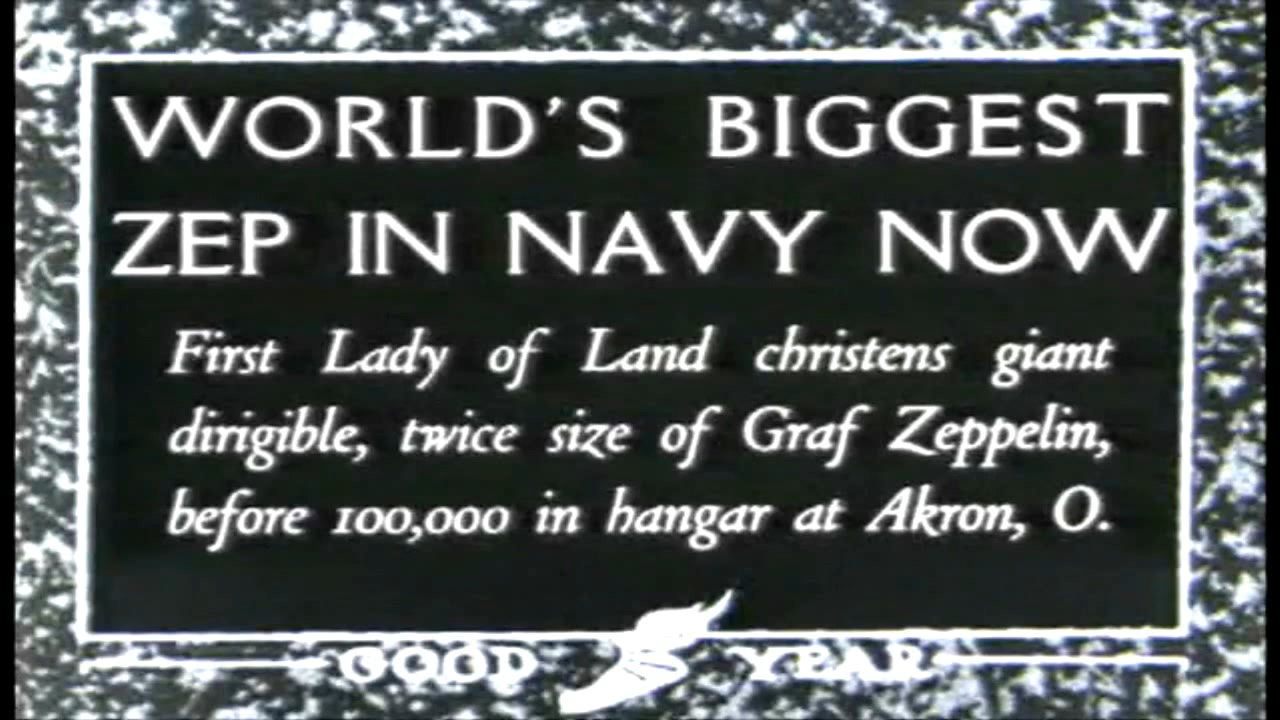 WORLD'S BIGGEST
ZEP IN NAVY NOW
First Lady of Land christens giant
dirigible, twice size of Graf Zeppelin,
before 100,000 in hangar at Akron, O.
GOOD YEAR